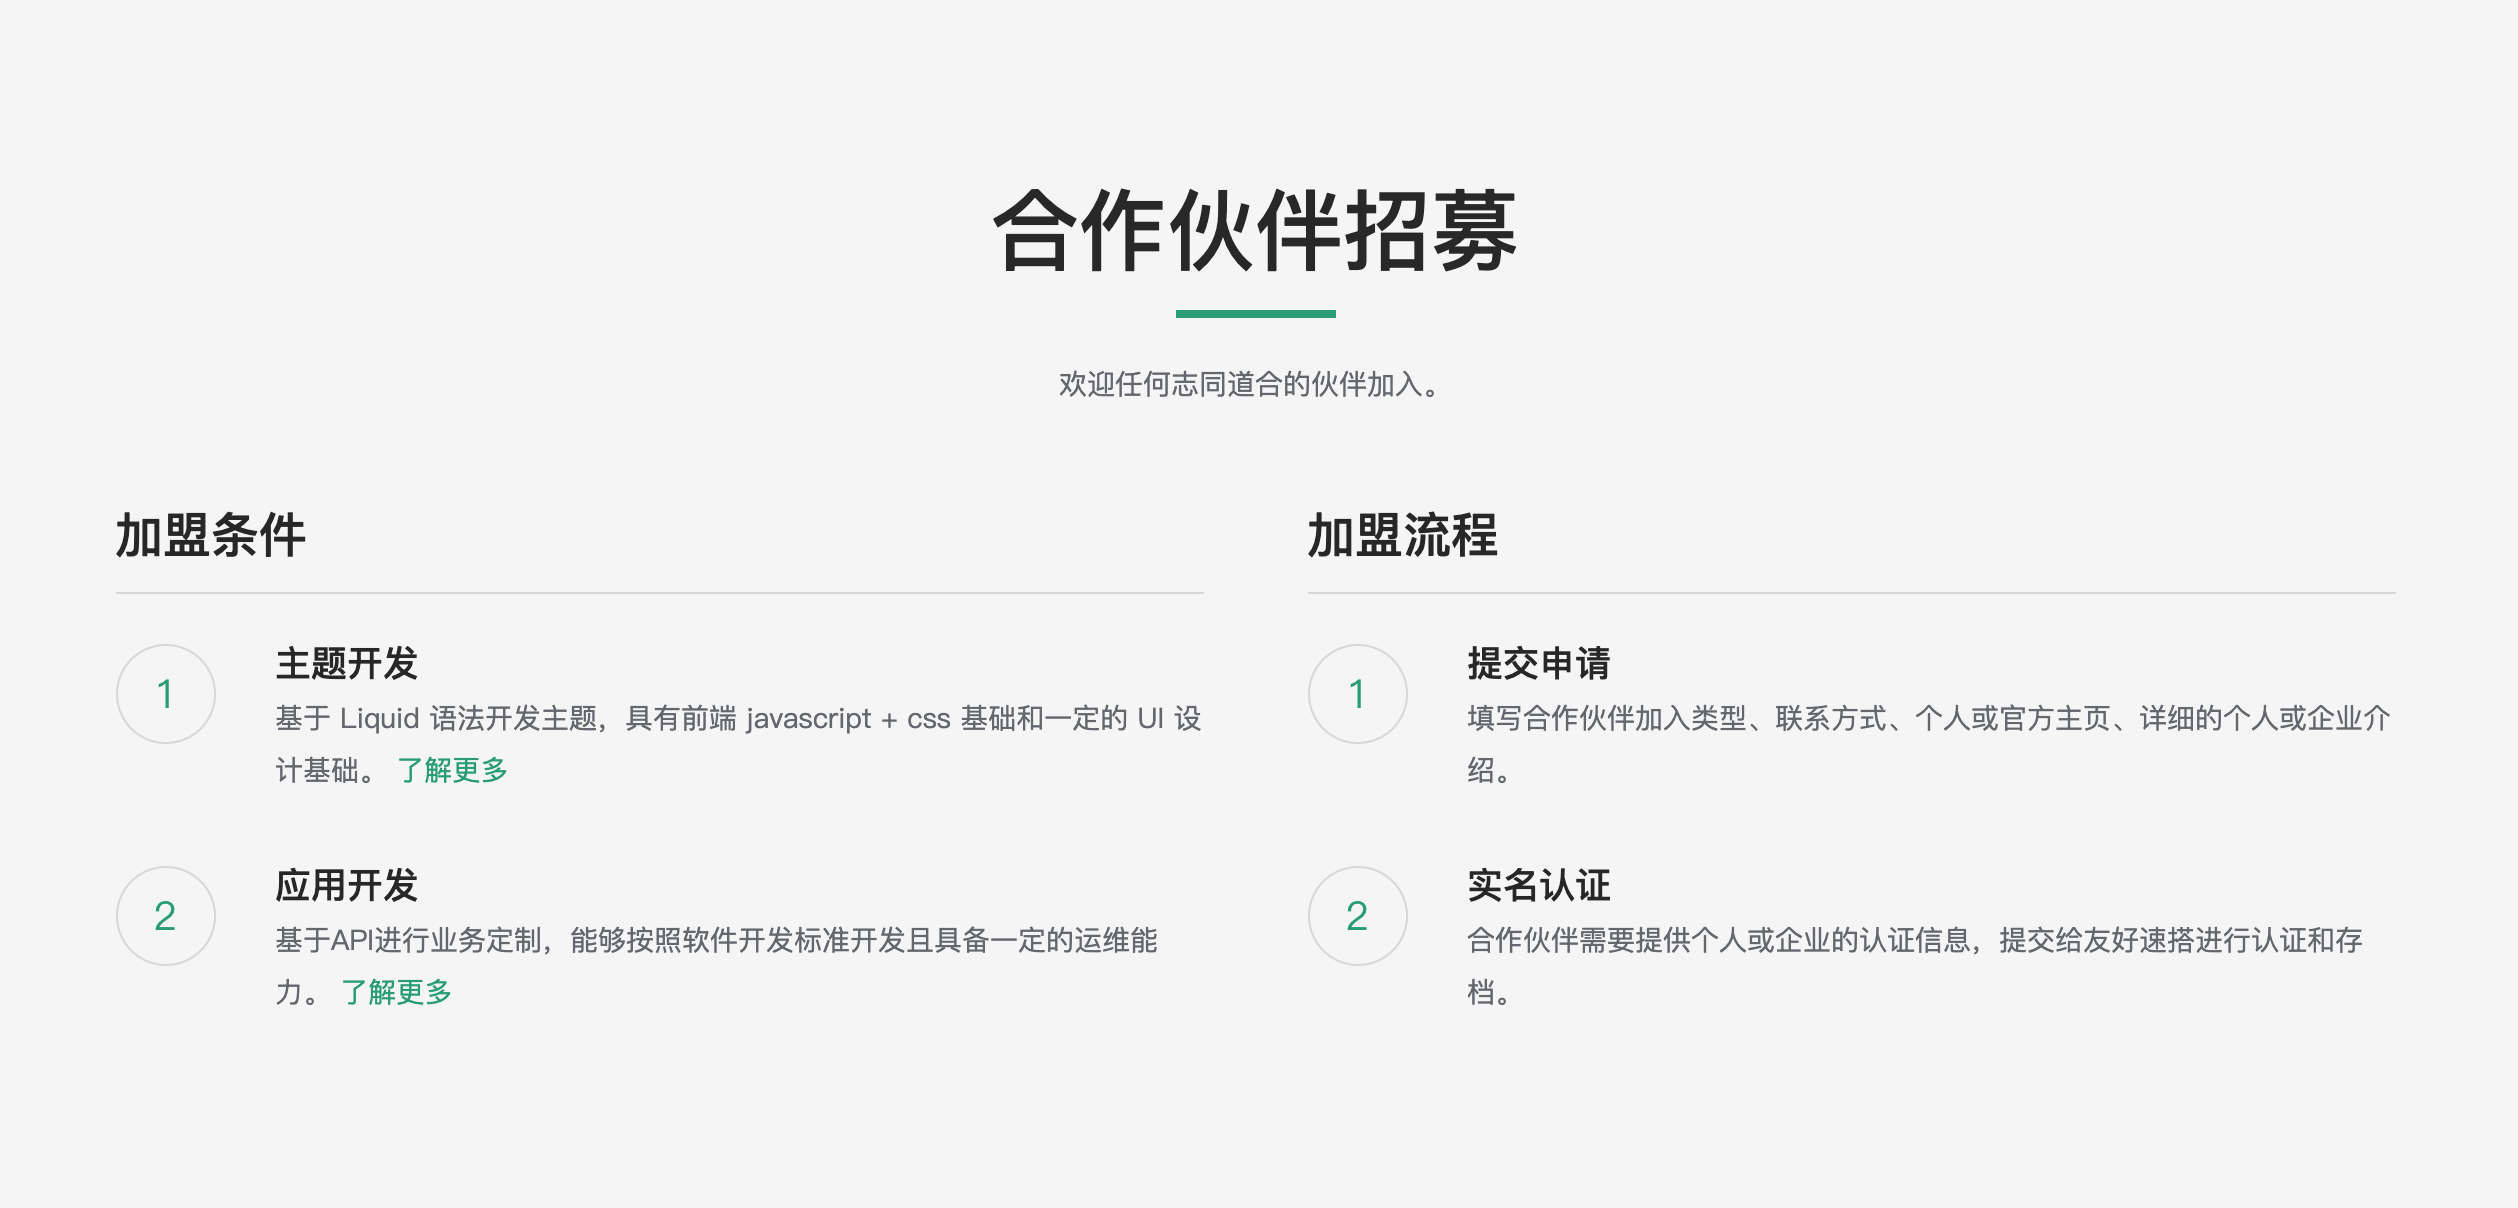 合作伙伴招募
欢迎任何志同道合的伙伴加入。
加盟条件
1
主题开发
基于 Liquid 语法开发主题，具有前端 javascript + css 基础和一定的 UI 设
计基础。 了解更多
2
应用开发
基于API进行业务定制，能够按照软件开发标准开发且具备一定的运维能
力。 了解更多
加盟流程
1
提交申请
填写合作伙伴加入类型、联系方式、个人或官方主页、详细的个人或企业介
绍。
2
实名认证
合作伙伴需要提供个人或企业的认证信息，提交给友好速搭进行认证和存
档。